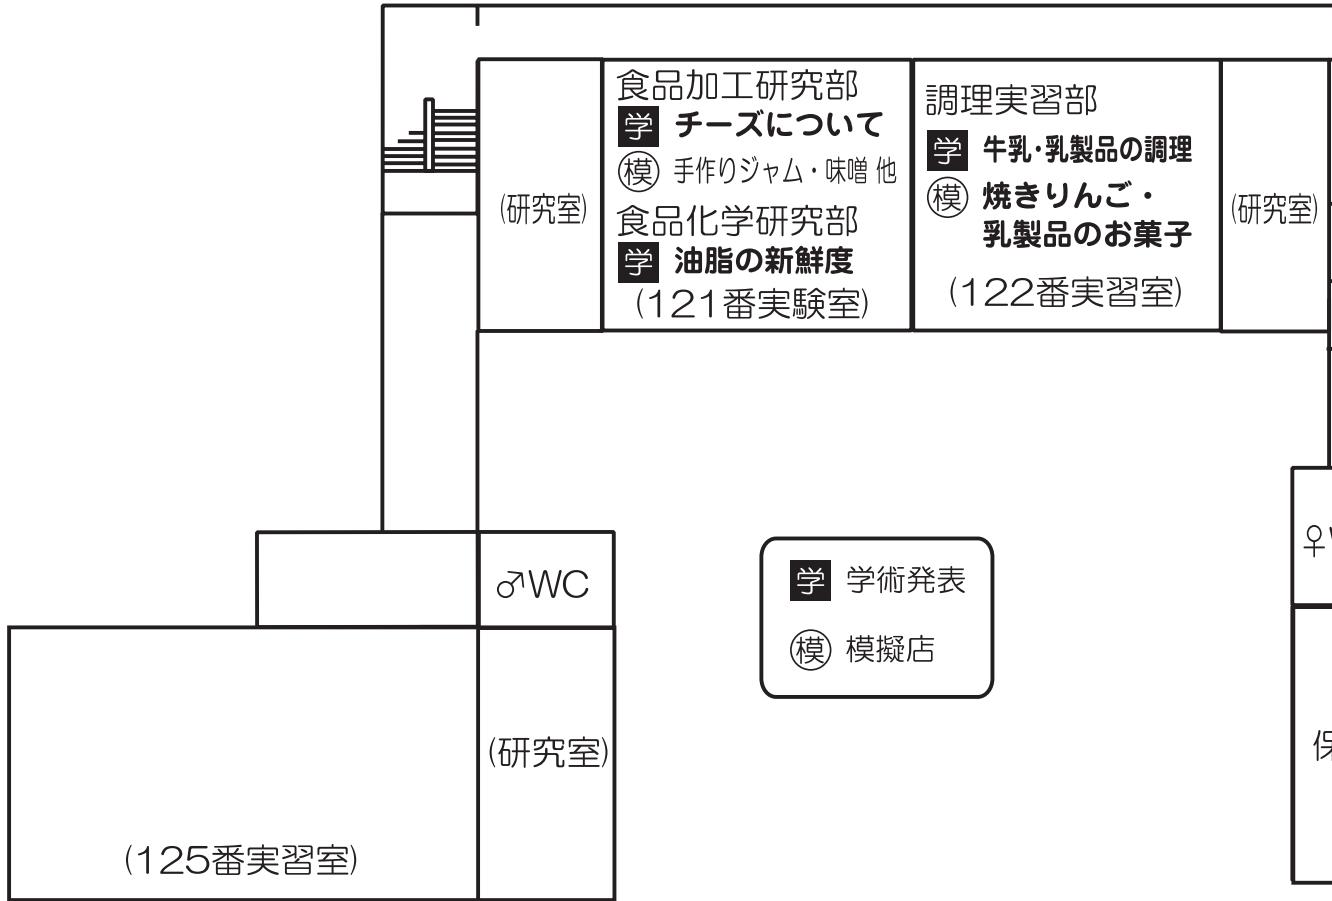 (研究室)
食品加工研究部
学 チーズについて
模 手作りジャム・味噌 他
食品化学研究部
学 油脂の新鮮度
(121番実験室)
調理実習部
学 牛乳・乳製品の調理
模 焼きりんご・
乳製品のお菓子
(122番実習室)
(研究室)
♂WC
♀
学 学術発表
模 模擬店
(研究室)
(125番実習室)